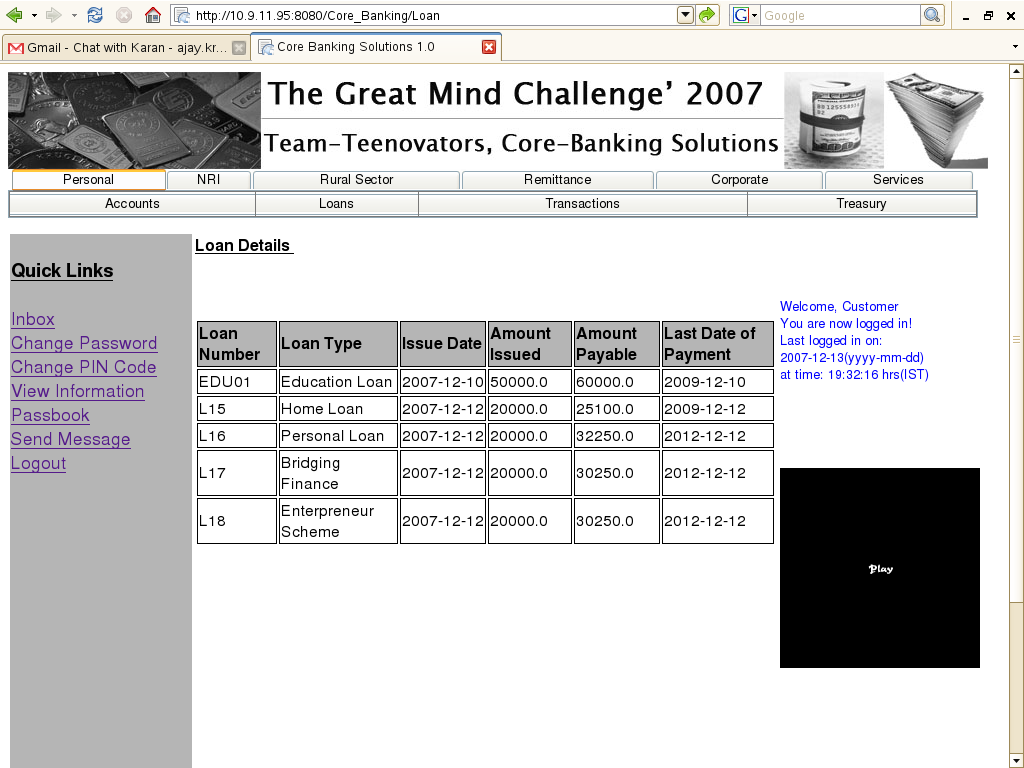 http://10.9.11.95:8080/Core_Banking/Loan
G
Google
Gmail - Chat with Karan - ajay.kr...
Core Banking Solutions 1.0
The Great Mind Challenge' 2007
Team-Teenovators, Core-Banking Solutions
Personal NRI Rural Sector Remittance Corporate Services
Accounts Loans Transactions Treasury
Quick Links
Inbox
Change Password
Change PIN Code
View Information
Passbook
Send Message
Logout
Loan Details
Loan Number Loan Type Issue Date Amount Issued Amount Payable Last Date of Payment
EDU01 Education Loan 2007-12-10 50000.0 60000.0 2009-12-10
L15 Home Loan 2007-12-12 20000.0 25100.0 2009-12-12
L16 Personal Loan 2007-12-12 20000.0 32250.0 2012-12-12
L17 Bridging Finance 2007-12-12 20000.0 30250.0 2012-12-12
L18 Enterpreneur Scheme 2007-12-12 20000.0 30250.0 2012-12-12
Welcome, Customer
You are now logged in!
Last logged in on:
2007-12-13(yyyy-mm-dd)
at time: 19:32:16 hrs(IST)
Play